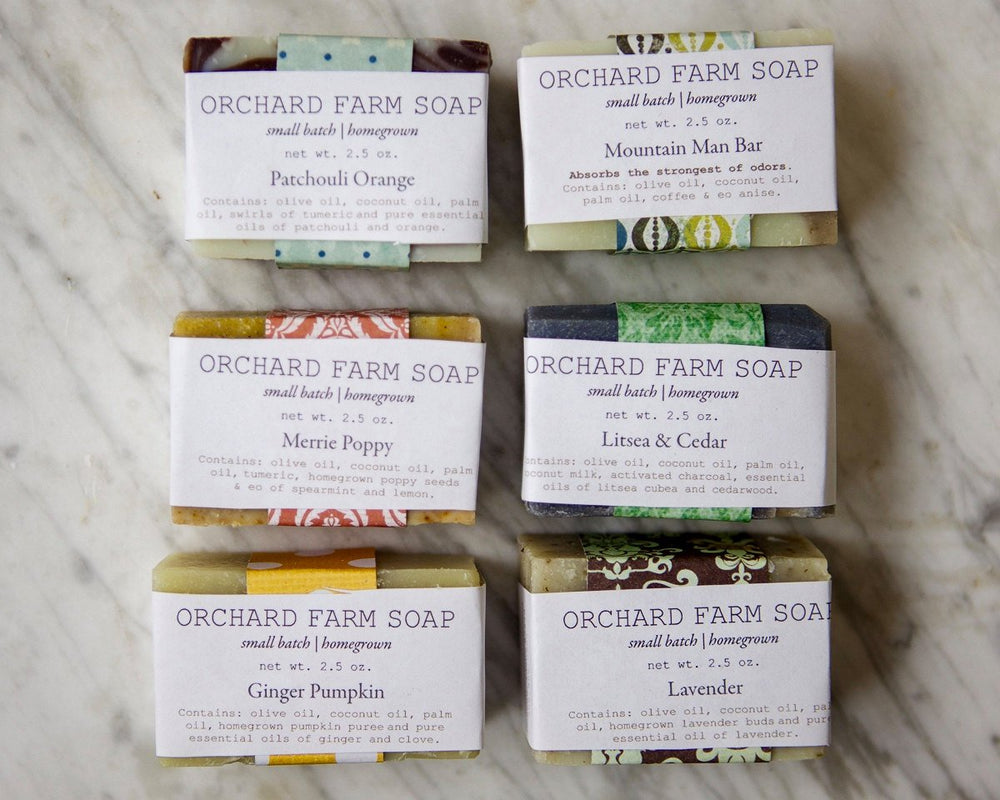 ORCHARD FARM SOAP
small batch | homegrown
net wt. 2.5 oz.
Patchouli Orange
Contains: olive oil, coconut oil, palm
oil, swirls of tumeric and pure essential
oils of patchouli and orange.
ORCHARD FARM SOAP
small batch | homegrown
net wt. 2.5 oz.
Mountain Man Bar
Absorbs the strongest of odors.
Contains: olive oil, coconut oil,
palm oil, coffee & eo anise.
ORCHARD FARM SOAP
small batch | homegrown
net wt. 2.5 oz.
Merrie Poppy
Contains: olive oil, coconut oil, palm
oil, tumeric, homegrown poppy seeds
& eo of spearmint and lemon.
ORCHARD FARM SOAP
small batch | homegrown
net wt. 2.5 oz.
Litsea & Cedar
ontains: olive oil, coconut oil, palm oil,
oconut milk, activated charcoal, essential
oils of litsea cubea and cedarwood.
ORCHARD FARM SOAP
small batch | homegrown
net wt. 2.5 oz.
Ginger Pumpkin
Contains: olive oil, coconut oil, palm
oil, homegrown pumpkin puree and pure
essential oils of ginger and clove.
ORCHARD FARM SOAP
small batch | homegrown
net wt. 2.5 oz.
Lavender
Contains: olive oil, coconut oil, pal
oil, homegrown lavender buds and pure
essential oil of lavender.